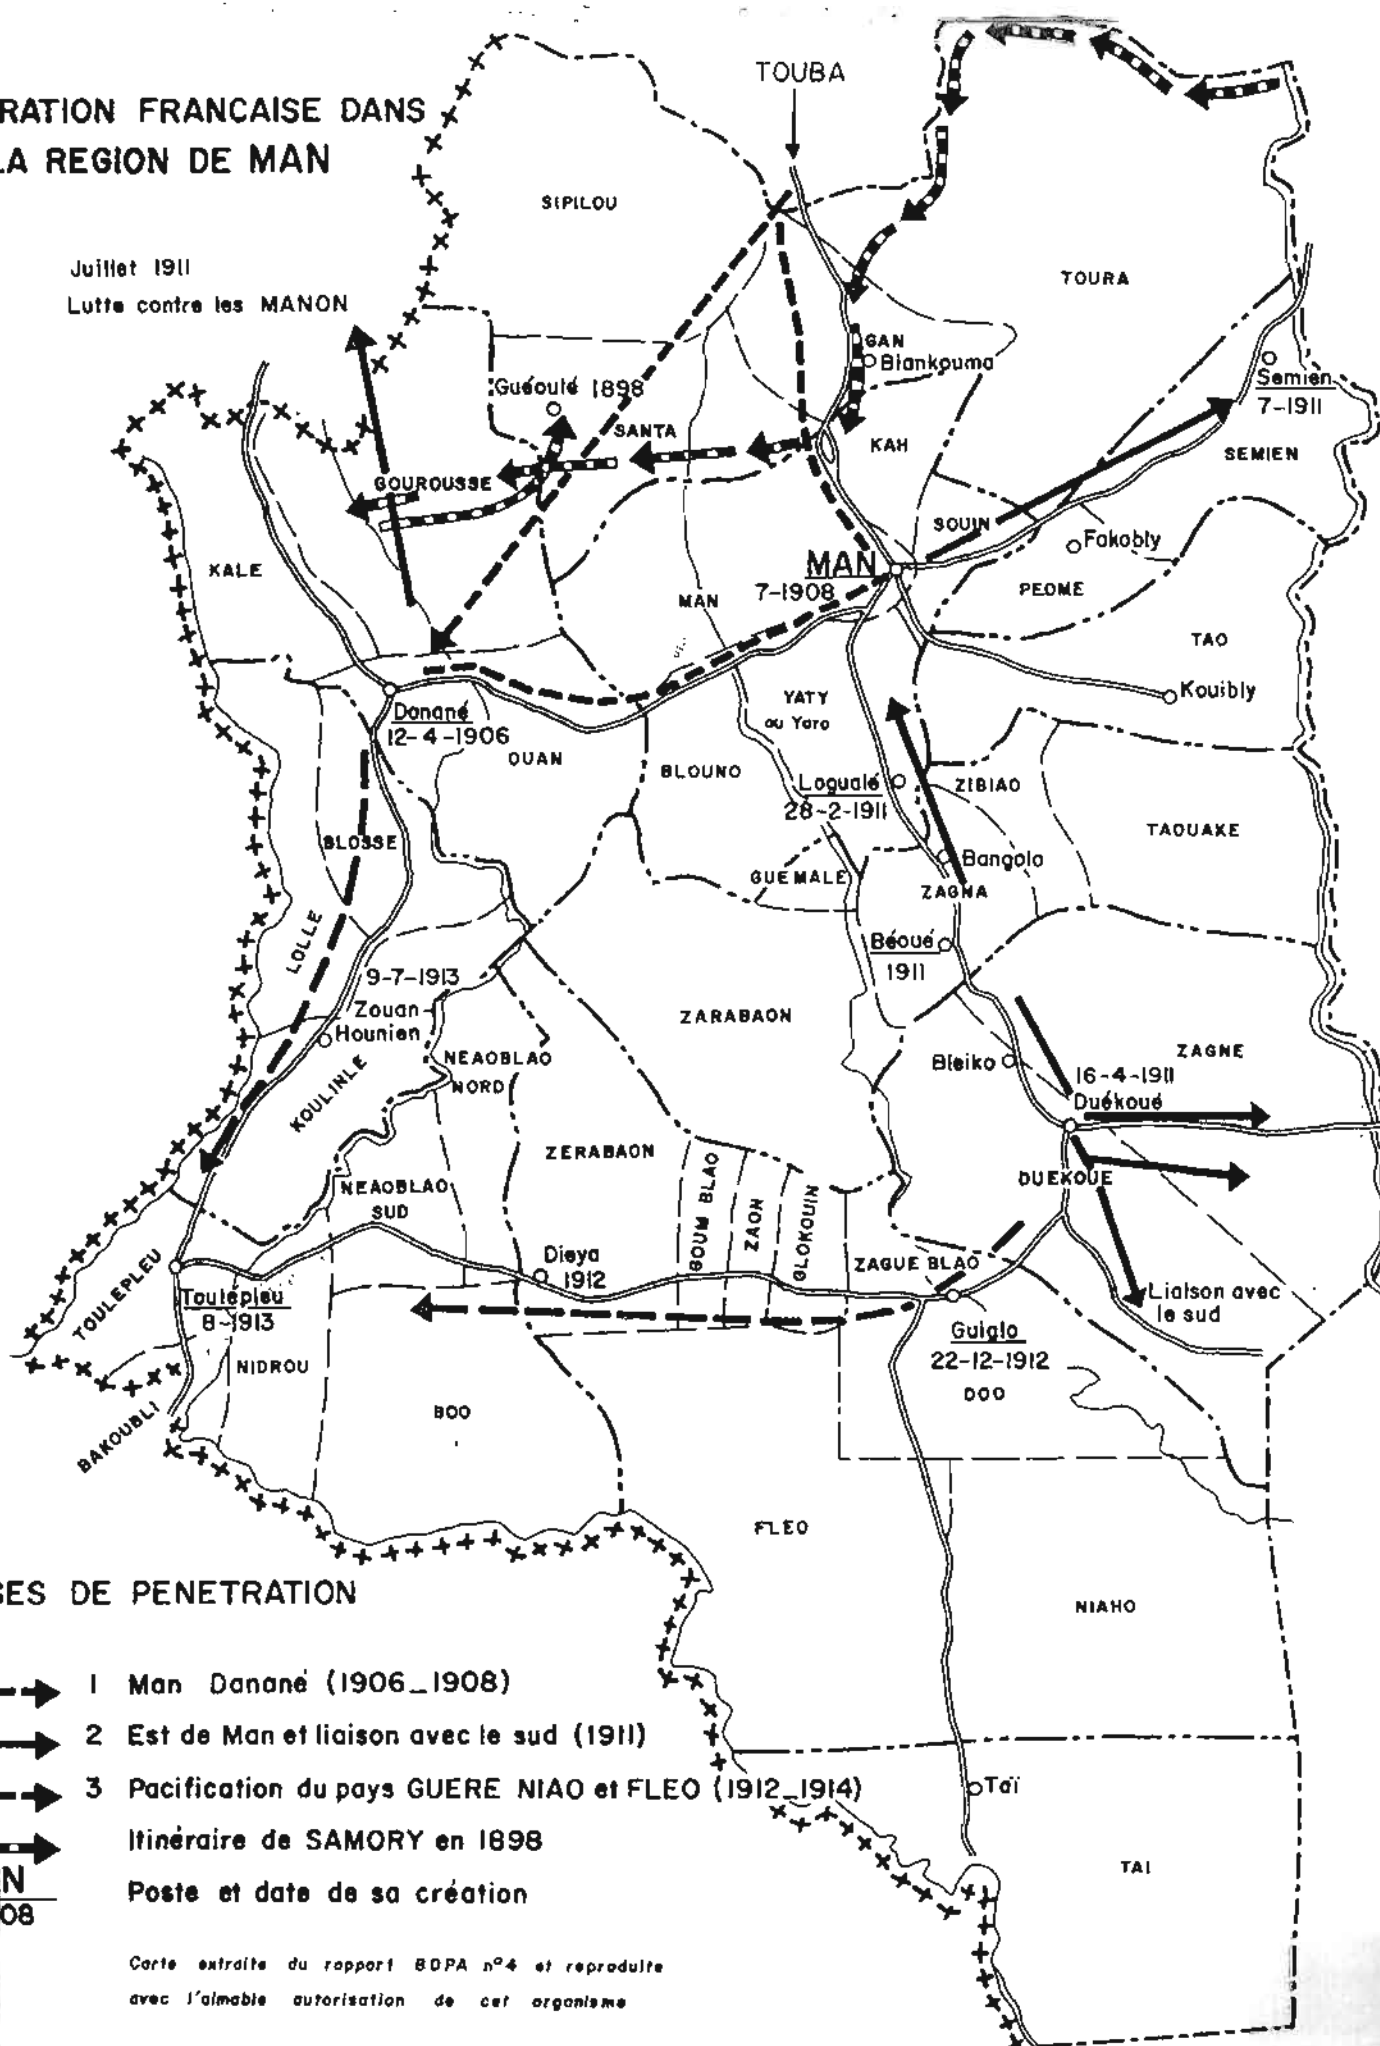 RATION FRANCAISE DANS
LA REGION DE MAN
TOUBA
SIPILOU
Juillet 1911
Lutte contre les MANON
TOURA
GAN
Biankouma
Semien
7-1911
Guéoulé 1898
SANTA
KAH
SEMIEN
GOUROUSSE
SOUIN
Fakobly
KALE
MAN
7-1908
MAN
PEOME
TAO
Kouibly
YATY
ou Yaro
Danané
12-4-1906
OUAN
BLOUNO
Logualé
28-2-1911
ZIBIAO
TAOUAKE
BLOSSE
Bangolo
GUEMALE
ZAGNA
LOLLE
Béoué
1911
9-7-1913
Zouan
Hounien
ZARABAON
NEAOBLAO
NORD
KOULINLE
Bleiko
ZAGNE
16-4-1911
Duékoué
ZERABAON
DUEKOUE
NEAOBLAO
SUD
BOUM BLAO
ZAON
GLOKOUIN
ZAGUE BLAO
Dieya
1912
TOULEPLEU
Toulépleu
8-1913
Liaison avec
le sud
Guiglo
22-12-1912
NIDROU
DOO
BOO
BAKOUBLI
FLEO
NIAHO
SES DE PENETRATION
1 Man Danané (1906_1908)
2 Est de Man et liaison avec le sud (1911)
3 Pacification du pays GUERE NIAO et FLEO (1912_1914)
Taï
Itinéraire de SAMORY en 1898
N
08
Poste et date de sa création
TAI
Carte extraite du rapport BDPA n°4 et reproduite
avec l'aimable autorisation de cet organisme